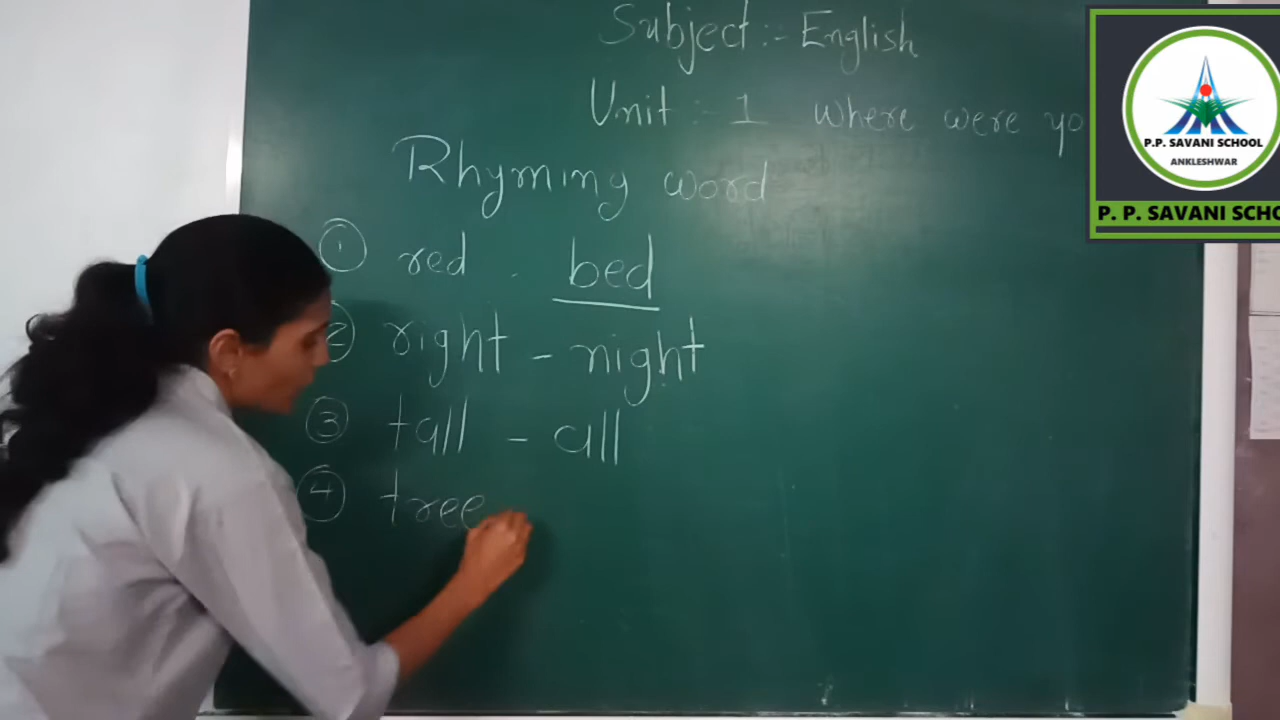 Subject :- English
Unit :- 1 Where were yo
Rhyming word
① red - bed
② right - night
③ tall - all
④ tree
P.P. SAVANI SCHOOL
ANKLESHWAR
P. P. SAVANI SCHO